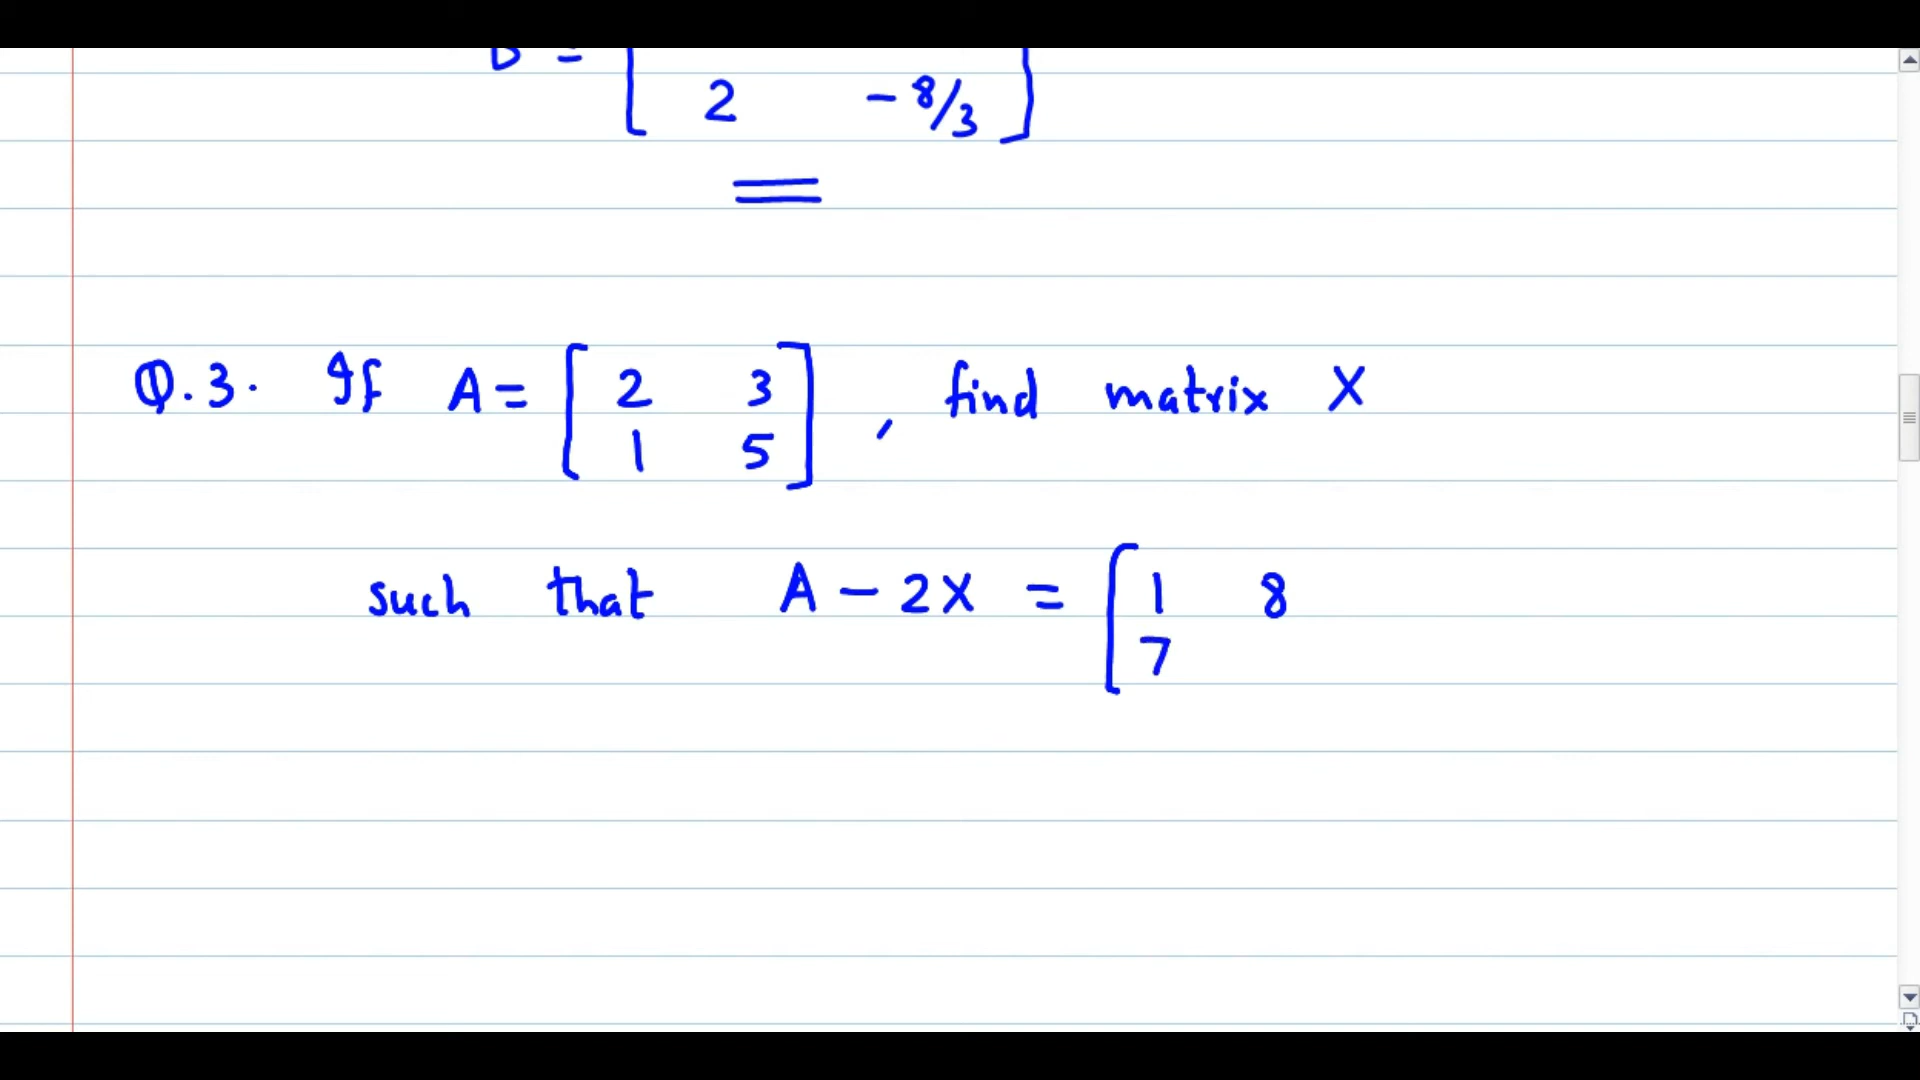 B = [
2 - 8/3 ]
Q.3. If A = [ 2 3 ] , find matrix X
1 5
such that A - 2X = [ 1 8
7